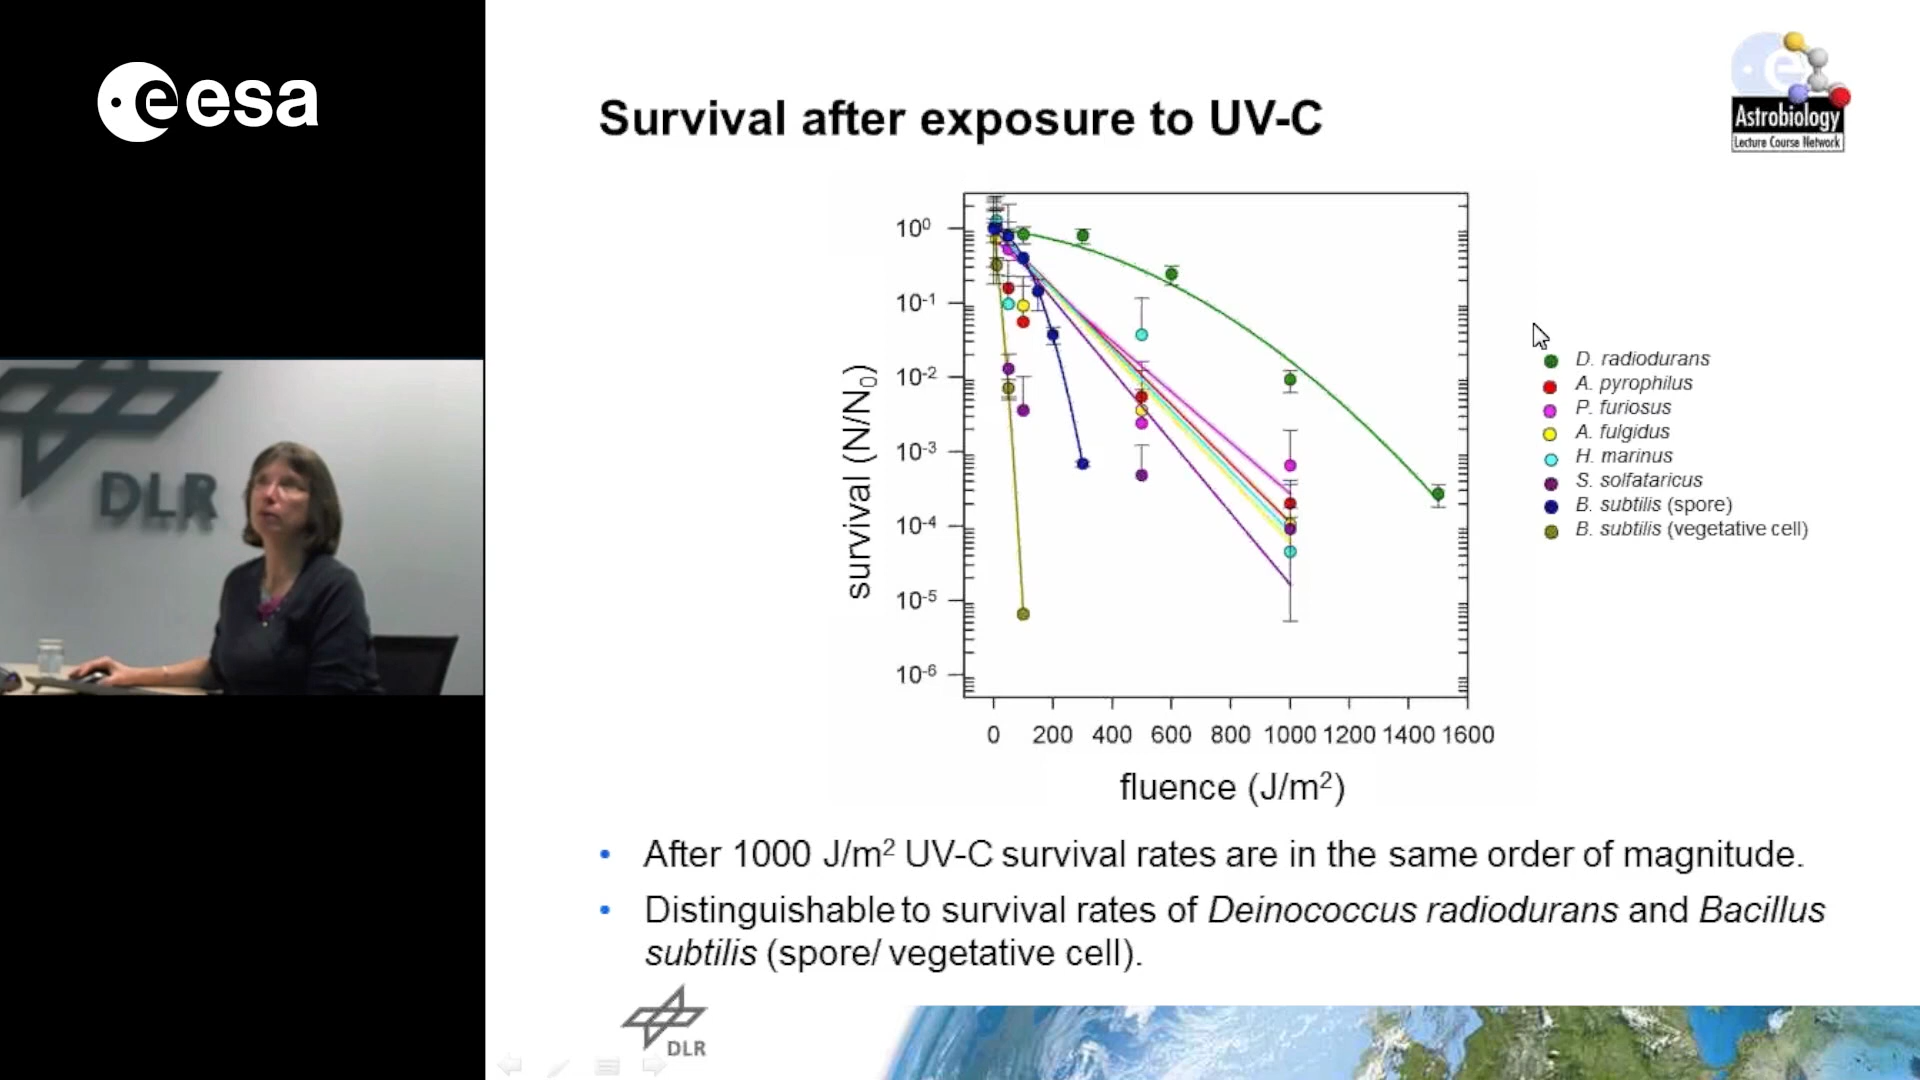 eesa
Survival after exposure to UV-C
Astrobiology
Lecture Course Network
DLR
survival (N/N0)
10⁰
10⁻¹
10⁻²
10⁻³
10⁻⁴
10⁻⁵
10⁻⁶
0 200 400 600 800 1000 1200 1400 1600
fluence (J/m²)
D. radiodurans
A. pyrophilus
P. furiosus
A. fulgidus
H. marinus
S. solfataricus
B. subtilis (spore)
B. subtilis (vegetative cell)
• After 1000 J/m² UV-C survival rates are in the same order of magnitude.
• Distinguishable to survival rates of Deinococcus radiodurans and Bacillus
subtilis (spore/ vegetative cell).
DLR